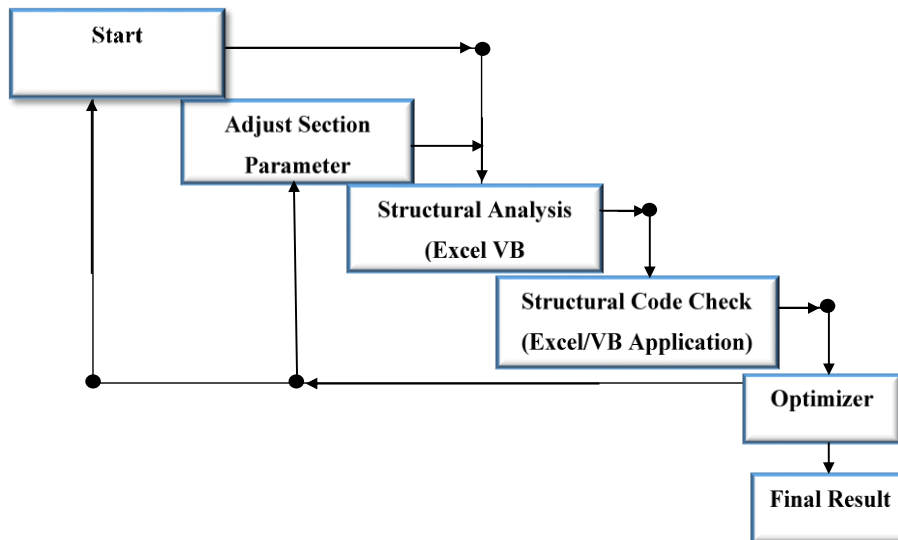 Start
Adjust Section
Parameter
Structural Analysis
(Excel VB
Structural Code Check
(Excel/VB Application)
Optimizer
Final Result